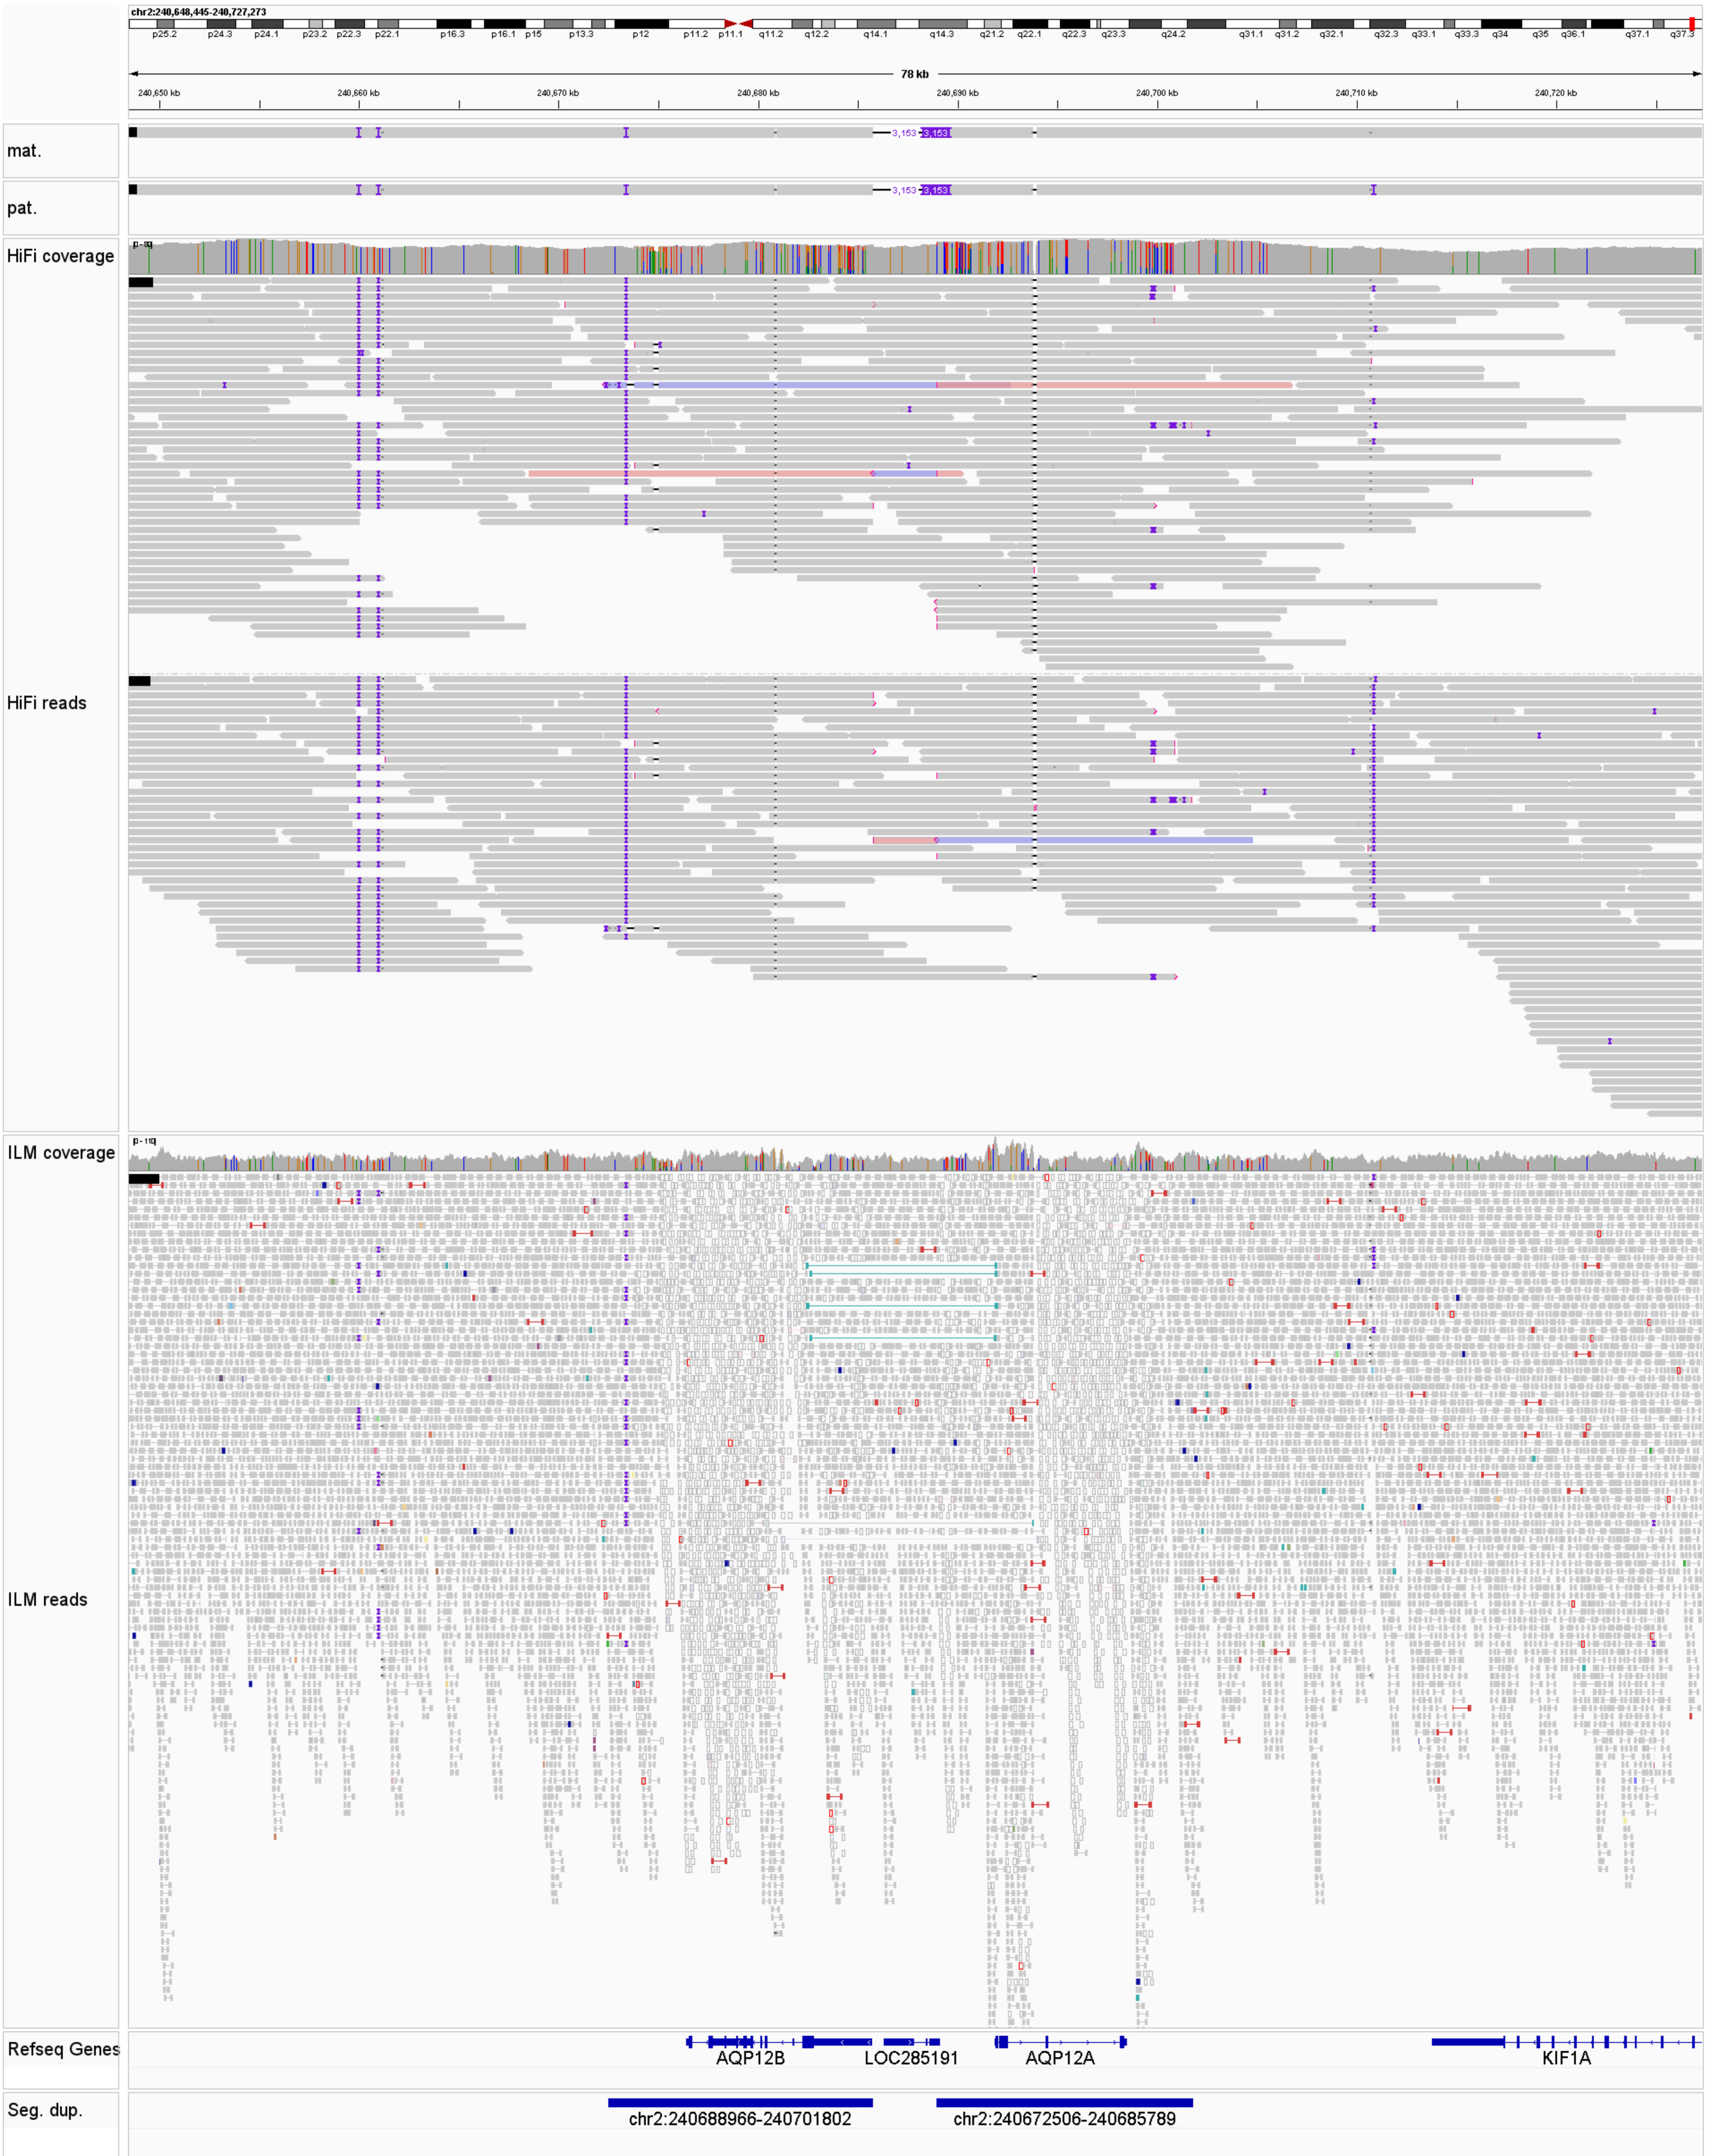 chr2:240,648,445-240,727,273
p25.2 p24.3 p24.1 p23.2 p22.3 p22.1 p16.3 p16.1 p15 p13.3 p12 p11.2 p11.1 q11.2 q12.2 q14.1 q14.3 q21.2 q22.1 q22.3 q23.3 q24.2 q31.1 q31.2 q32.1 q32.3 q33.1 q33.3 q34 q35 q36.1 q37.1 q37.3
78 kb
240,650 kb 240,660 kb 240,670 kb 240,680 kb 240,690 kb 240,700 kb 240,710 kb 240,720 kb
mat. 3,153 3,153
pat. 3,153 3,153
HiFi coverage
HiFi reads
ILM coverage
ILM reads
Refseq Genes
AQP12B LOC285191 AQP12A KIF1A
Seg. dup.
chr2:240688966-240701802 chr2:240672506-240685789